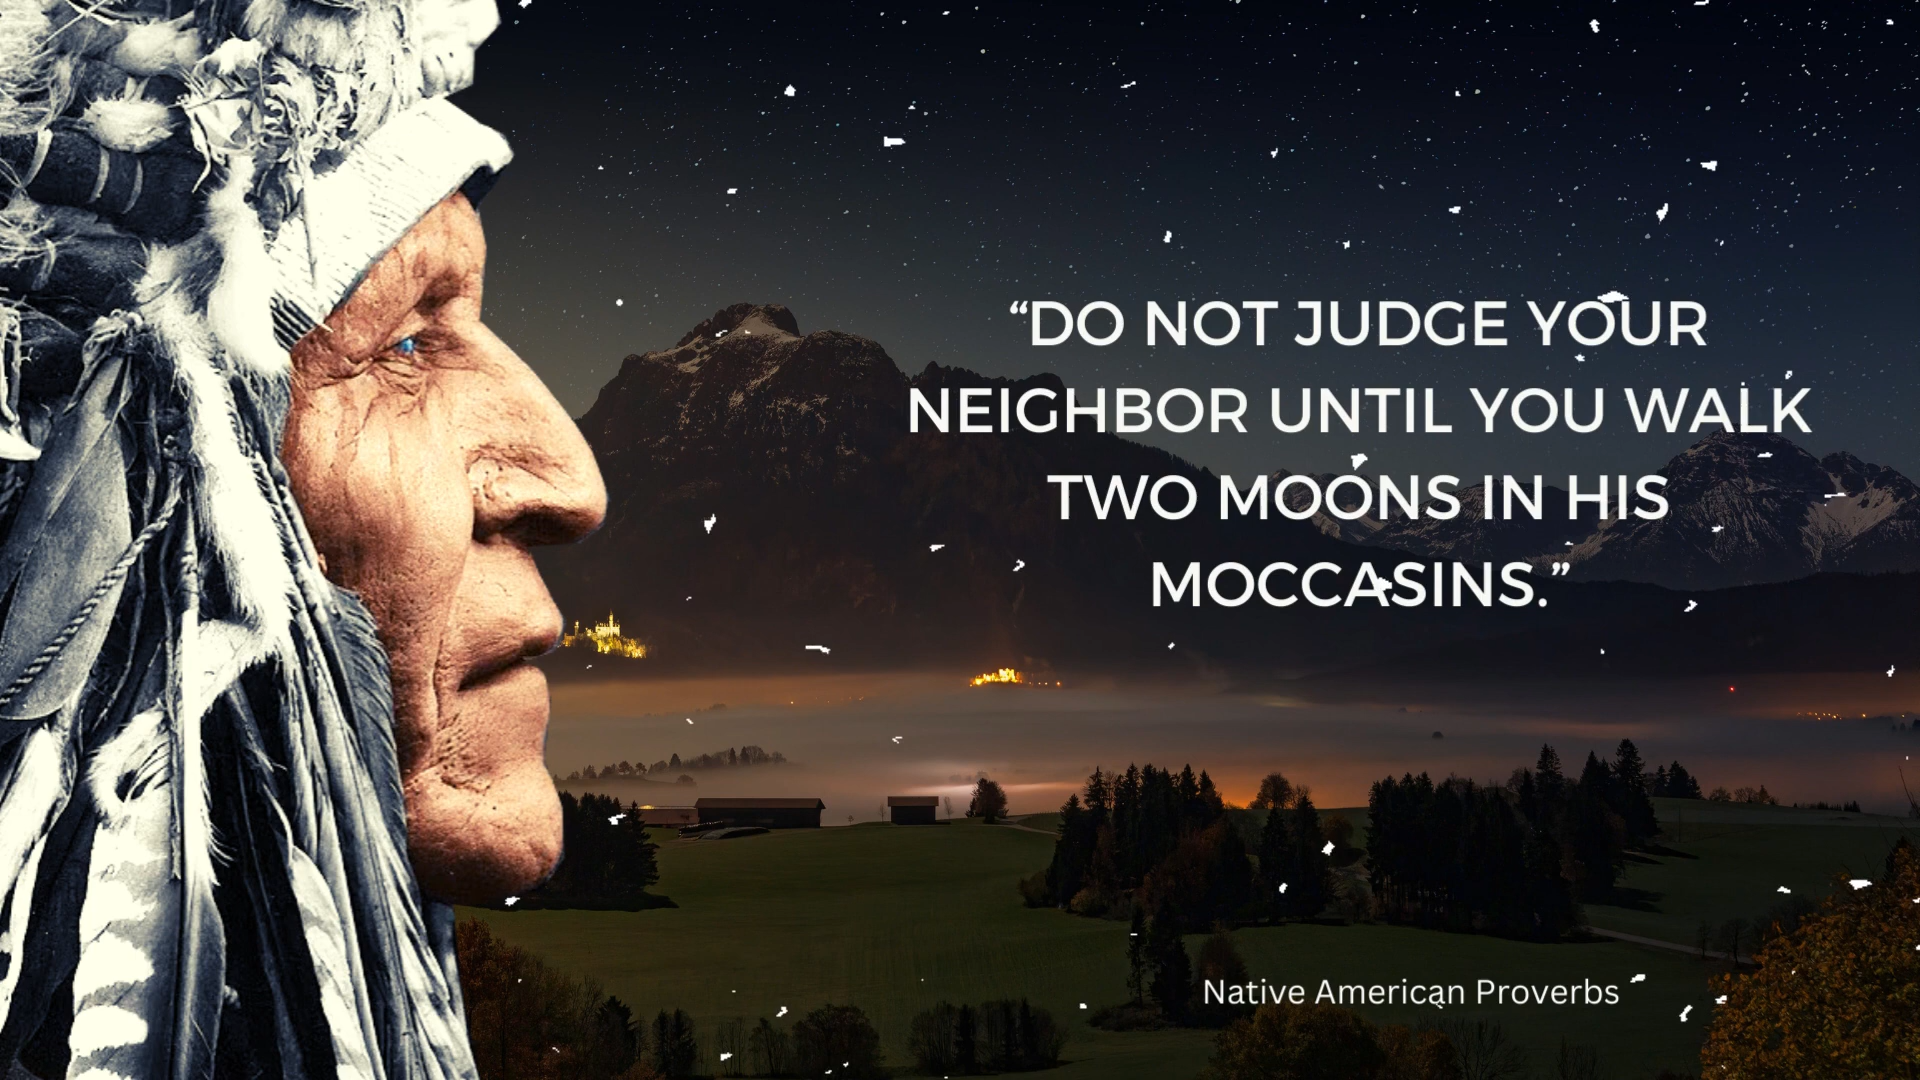 “DO NOT JUDGE YOUR
NEIGHBOR UNTIL YOU WALK
TWO MOONS IN HIS
MOCCASINS.”
Native American Proverbs